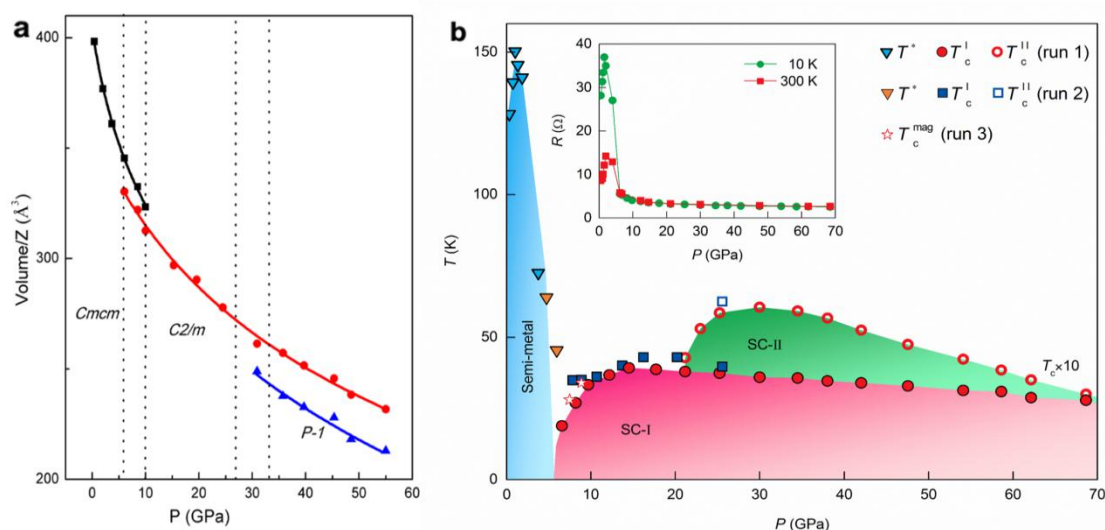 a
400
300
200
Volume/Z (Å³)
Cmcm
C2/m
P-1
0 10 20 30 40 50 60
P (GPa)
b
150
100
50
0
T (K)
Semi-metal
SC-I
SC-II
T_c×10
0 10 20 30 40 50 60 70
P (GPa)
40
30
20
10
0
R (Ω)
10 K
300 K
0 10 20 30 40 50 60 70
P (GPa)
T* T_c^I T_c^II (run 1)
T* T_c^I T_c^II (run 2)
T_c^mag (run 3)